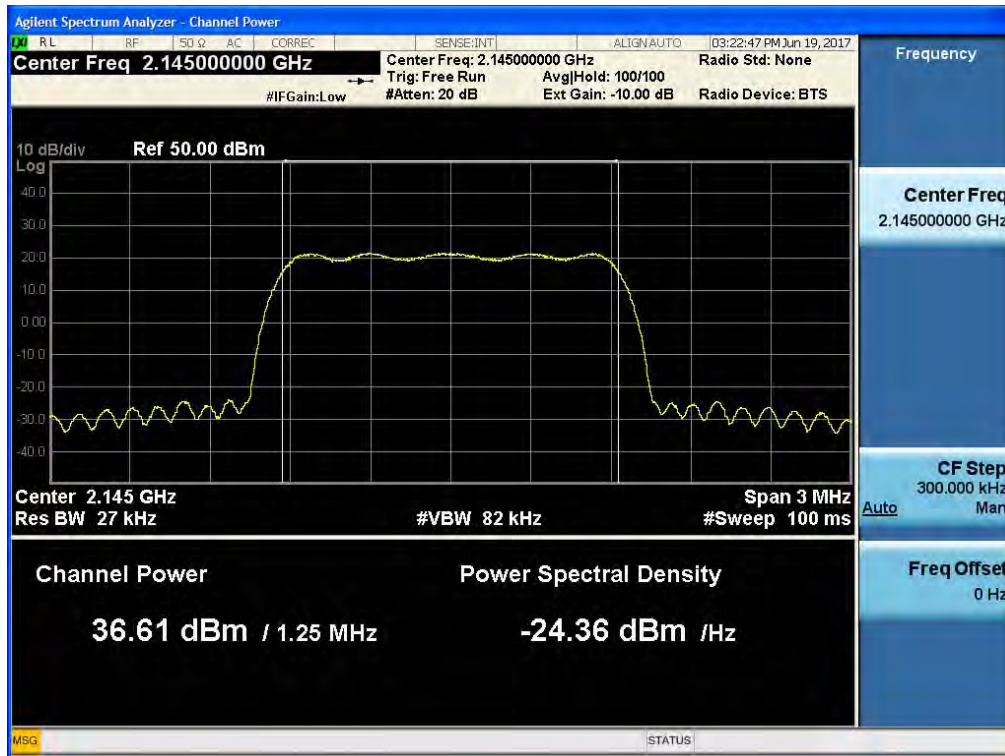 Agilent Spectrum Analyzer - Channel Power
LXI RL RF 50 Ω AC CORREC SENSE:INT ALIGNAUTO 03:22:47 PM Jun 19, 2017
Center Freq 2.145000000 GHz
Center Freq: 2.145000000 GHz Radio Std: None
Trig: Free Run Avg|Hold: 100/100
#IFGain:Low #Atten: 20 dB Ext Gain: -10.00 dB Radio Device: BTS
10 dB/div Ref 50.00 dBm
Log
40.0
30.0
20.0
10.0
0.00
-10.0
-20.0
-30.0
-40.0
Center 2.145 GHz Span 3 MHz
Res BW 27 kHz #VBW 82 kHz #Sweep 100 ms
Channel Power Power Spectral Density
36.61 dBm / 1.25 MHz -24.36 dBm /Hz
MSG STATUS
Frequency
Center Freq
2.145000000 GHz
CF Step
300.000 kHz
Auto Man
Freq Offset
0 Hz